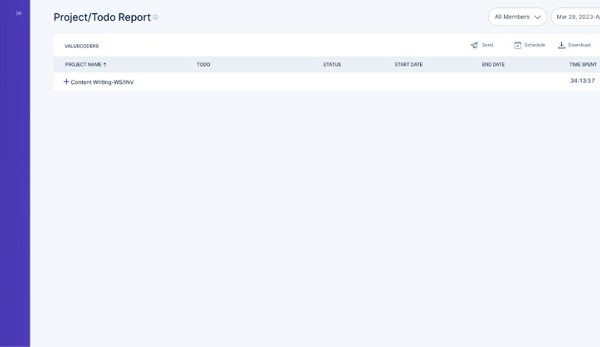 Project/Todo Report
All Members
Mar 28, 2023-A
VALUECODERS
Send
Schedule
Download
PROJECT NAME ↑ TODO STATUS START DATE END DATE TIME SPENT
+ Content Writing-WS/INV 34:13:57